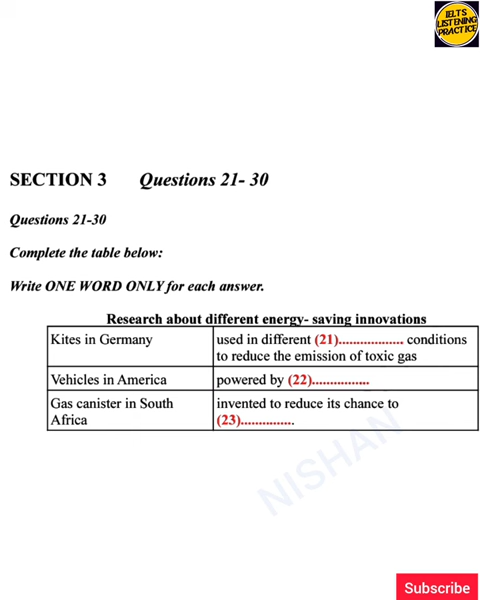 IELTS
LISTENING
PRACTICE
SECTION 3 Questions 21- 30
Questions 21-30
Complete the table below:
Write ONE WORD ONLY for each answer.
Research about different energy- saving innovations
Kites in Germany
used in different (21).................. conditions
to reduce the emission of toxic gas
Vehicles in America
powered by (22)................
Gas canister in South
Africa
invented to reduce its chance to
(23)...............
NISHAN
Subscribe